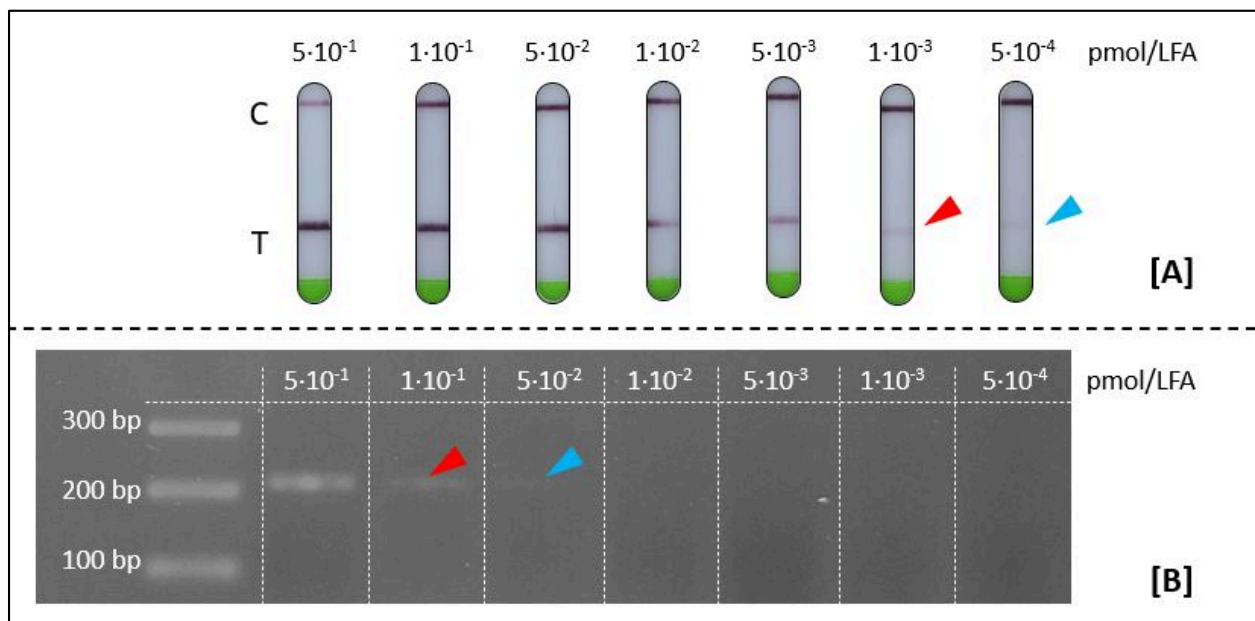 5·10⁻¹ 1·10⁻¹ 5·10⁻² 1·10⁻² 5·10⁻³ 1·10⁻³ 5·10⁻⁴ pmol/LFA
C
T
[A]
5·10⁻¹ 1·10⁻¹ 5·10⁻² 1·10⁻² 5·10⁻³ 1·10⁻³ 5·10⁻⁴ pmol/LFA
300 bp
200 bp
100 bp
[B]